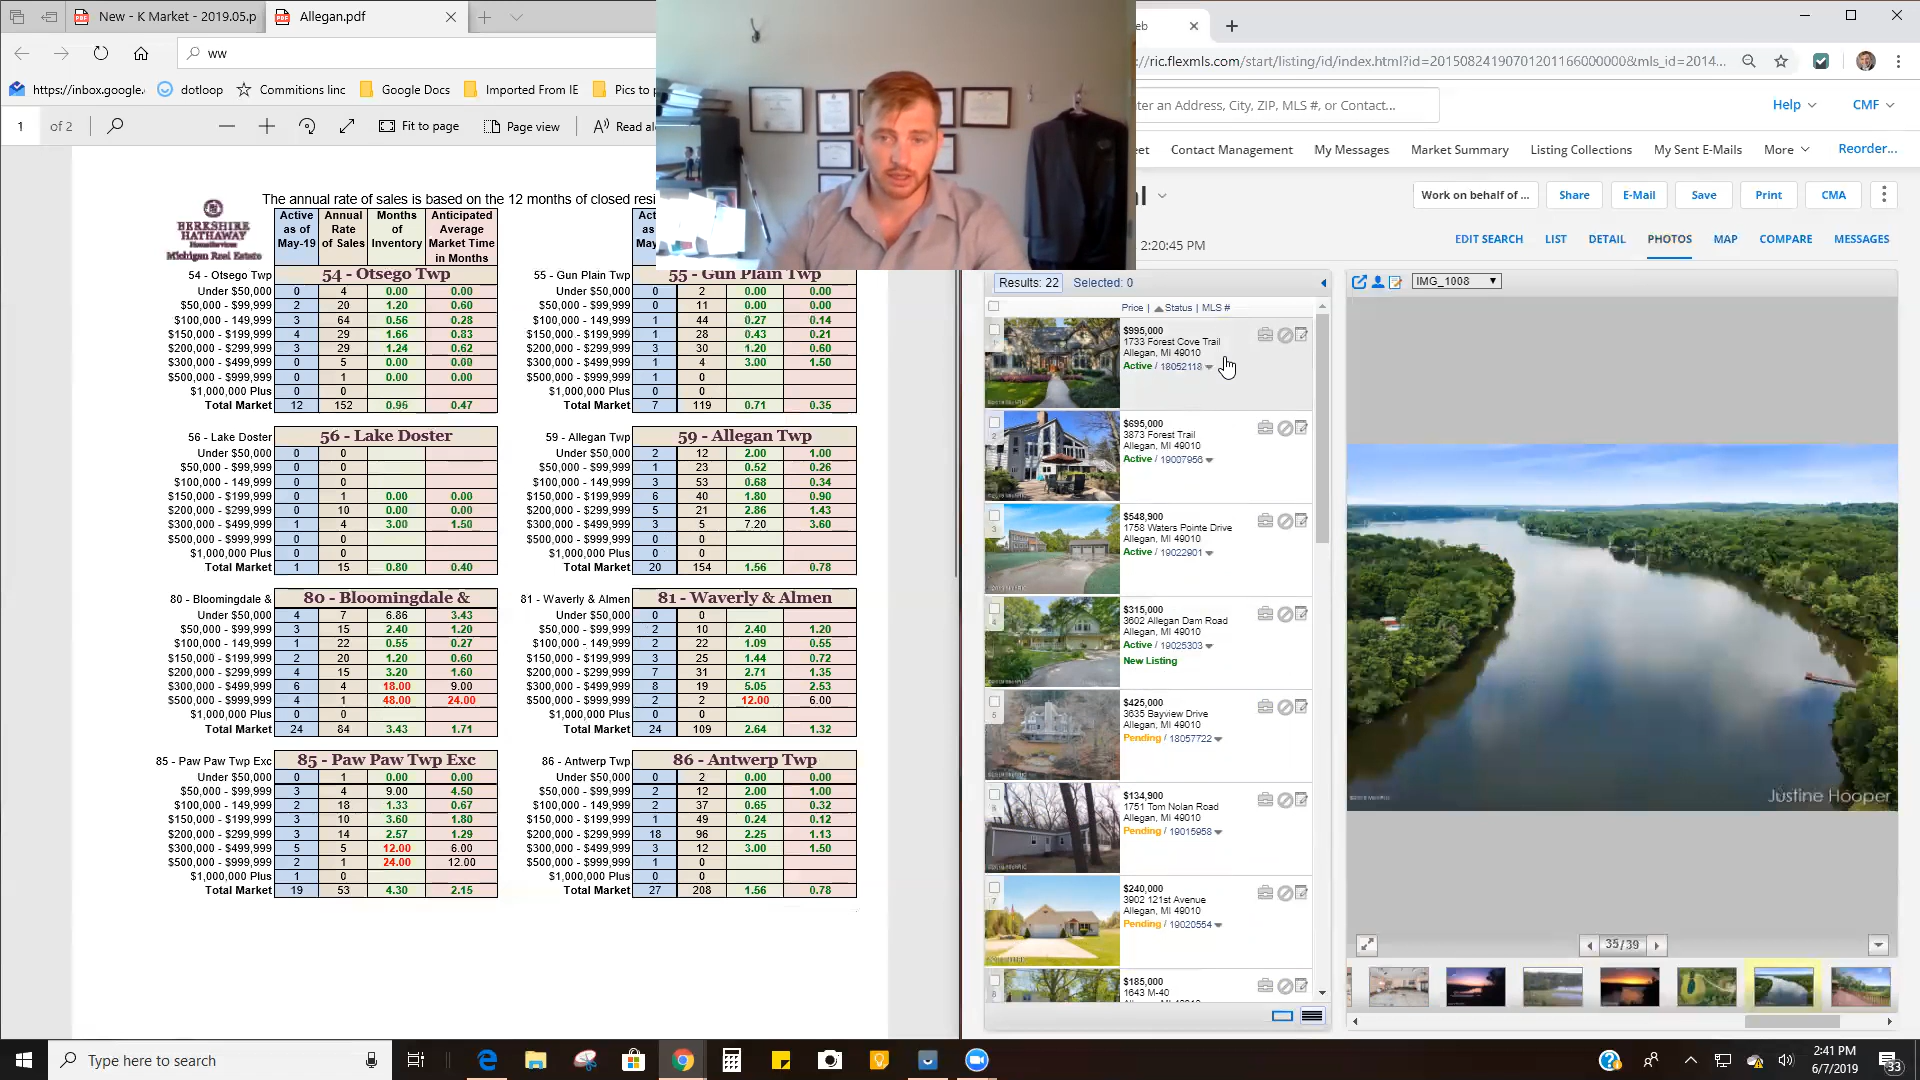 New - K Market - 2019.05.p
Allegan.pdf
ww
https://inbox.google.
dotloop
Commitions linc
Google Docs
Imported From IE
Pics to p
1 of 2
Fit to page
Page view
Read al
ric.flexmls.com/start/listing/id/index.html?id=20150824190701201166000000&mls_id=2014...
ter an Address, City, ZIP, MLS #, or Contact...
Help
CMF
Contact Management
My Messages
Market Summary
Listing Collections
My Sent E-Mails
More
Reorder...
Work on behalf of ...
Share
E-Mail
Save
Print
CMA
2:20:45 PM
EDIT SEARCH
LIST
DETAIL
PHOTOS
MAP
COMPARE
MESSAGES
The annual rate of sales is based on the 12 months of closed resi
BERKSHIRE
HATHAWAY
HomeServices
Michigan Real Estate
Active as of May-19
Annual Rate of Sales
Months of Inventory
Anticipated Average Market Time in Months
54 - Otsego Twp 54 - Otsego Twp
Under $50,000 0 4 0.00 0.00
$50,000 - $99,999 2 20 1.20 0.60
$100,000 - 149,999 3 64 0.56 0.28
$150,000 - $199,999 4 29 1.66 0.83
$200,000 - $299,999 3 29 1.24 0.62
$300,000 - $499,999 0 5 0.00 0.00
$500,000 - $999,999 0 1 0.00 0.00
$1,000,000 Plus 0 0
Total Market 12 152 0.95 0.47
55 - Gun Plain Twp 55 - Gun Plain Twp
Under $50,000 0 2 0.00 0.00
$50,000 - $99,999 0 11 0.00 0.00
$100,000 - 149,999 1 44 0.27 0.14
$150,000 - $199,999 1 28 0.43 0.21
$200,000 - $299,999 3 30 1.20 0.60
$300,000 - $499,999 1 4 3.00 1.50
$500,000 - $999,999 1 0
$1,000,000 Plus 0 0
Total Market 7 119 0.71 0.35
56 - Lake Doster 56 - Lake Doster
Under $50,000 0 0
$50,000 - $99,999 0 0
$100,000 - 149,999 0 0
$150,000 - $199,999 0 1 0.00 0.00
$200,000 - $299,999 0 10 0.00 0.00
$300,000 - $499,999 1 4 3.00 1.50
$500,000 - $999,999 0 0
$1,000,000 Plus 0 0
Total Market 1 15 0.80 0.40
59 - Allegan Twp 59 - Allegan Twp
Under $50,000 2 12 2.00 1.00
$50,000 - $99,999 1 23 0.52 0.26
$100,000 - 149,999 3 53 0.68 0.34
$150,000 - $199,999 6 40 1.80 0.90
$200,000 - $299,999 5 21 2.86 1.43
$300,000 - $499,999 3 5 7.20 3.60
$500,000 - $999,999 0 0
$1,000,000 Plus 0 0
Total Market 20 154 1.56 0.78
80 - Bloomingdale & 80 - Bloomingdale &
Under $50,000 4 7 6.86 3.43
$50,000 - $99,999 3 15 2.40 1.20
$100,000 - 149,999 1 22 0.55 0.27
$150,000 - $199,999 2 20 1.20 0.60
$200,000 - $299,999 4 15 3.20 1.60
$300,000 - $499,999 6 4 18.00 9.00
$500,000 - $999,999 4 1 48.00 24.00
$1,000,000 Plus 0 0
Total Market 24 84 3.43 1.71
81 - Waverly & Almen 81 - Waverly & Almen
Under $50,000 0 0
$50,000 - $99,999 2 10 2.40 1.20
$100,000 - 149,999 2 22 1.09 0.55
$150,000 - $199,999 3 25 1.44 0.72
$200,000 - $299,999 7 31 2.71 1.35
$300,000 - $499,999 8 19 5.05 2.53
$500,000 - $999,999 2 2 12.00 6.00
$1,000,000 Plus 0 0
Total Market 24 109 2.64 1.32
85 - Paw Paw Twp Exc 85 - Paw Paw Twp Exc
Under $50,000 0 1 0.00 0.00
$50,000 - $99,999 3 4 9.00 4.50
$100,000 - 149,999 2 18 1.33 0.67
$150,000 - $199,999 3 10 3.60 1.80
$200,000 - $299,999 3 14 2.57 1.29
$300,000 - $499,999 5 5 12.00 6.00
$500,000 - $999,999 2 1 24.00 12.00
$1,000,000 Plus 1 0
Total Market 19 53 4.30 2.15
86 - Antwerp Twp 86 - Antwerp Twp
Under $50,000 0 2 0.00 0.00
$50,000 - $99,999 2 12 2.00 1.00
$100,000 - 149,999 2 37 0.65 0.32
$150,000 - $199,999 1 49 0.24 0.12
$200,000 - $299,999 18 96 2.25 1.13
$300,000 - $499,999 3 12 3.00 1.50
$500,000 - $999,999 1 0
$1,000,000 Plus 0 0
Total Market 27 208 1.56 0.78
Results: 22 Selected: 0
Price | Status | MLS #
$995,000
1733 Forest Cove Trail
Allegan, MI 49010
Active / 18052118
2
$695,000
3873 Forest Trail
Allegan, MI 49010
Active / 19007956
3
$548,900
1758 Waters Pointe Drive
Allegan, MI 49010
Active / 19022901
4
$315,000
3602 Allegan Dam Road
Allegan, MI 49010
Active / 19025303
New Listing
5
$425,000
3635 Bayview Drive
Allegan, MI 49010
Pending / 18057722
6
$134,900
1751 Tom Nolan Road
Allegan, MI 49010
Pending / 19015958
7
$240,000
3902 121st Avenue
Allegan, MI 49010
Pending / 19020554
8
$185,000
1643 M-40
IMG_1008
Justine Hooper
35/39
Type here to search
2:41 PM
6/7/2019
33